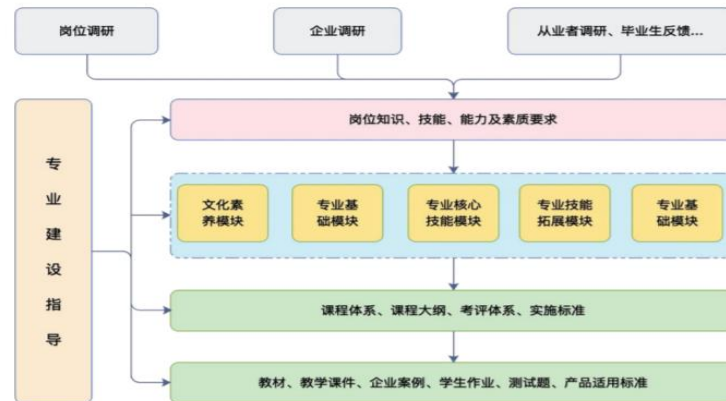 岗位调研
企业调研
从业者调研、毕业生反馈...
专业建设指导
岗位知识、技能、能力及素质要求
文化素
养模块
专业基
础模块
专业核心
技能模块
专业技能
拓展模块
专业基
础模块
课程体系、课程大纲、考评体系、实施标准
教材、教学课件、企业案例、学生作业、测试题、产品适用标准